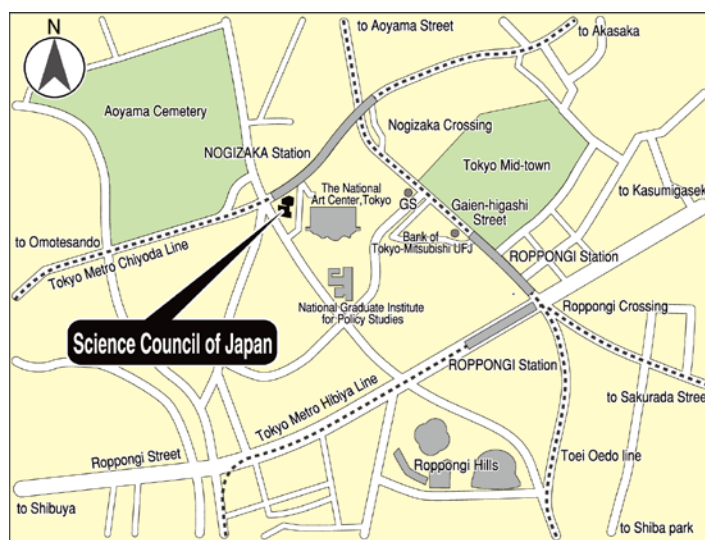 N
to Aoyama Street
to Akasaka
Aoyama Cemetery
Nogizaka Crossing
NOGIZAKA Station
Tokyo Mid-town
The National
Art Center,Tokyo
GS
Gaien-higashi
Street
to Kasumigasek
to Omotesando
Bank of
Tokyo-Mitsubishi UFJ
ROPPONGI Station
Tokyo Metro Chiyoda Line
National Graduate Institute
for Policy Studies
Roppongi Crossing
Science Council of Japan
ROPPONGI Station
Tokyo Metro Hibiya Line
to Sakurada Street
Roppongi Street
Roppongi Hills
Toei Oedo line
to Shibuya
to Shiba park